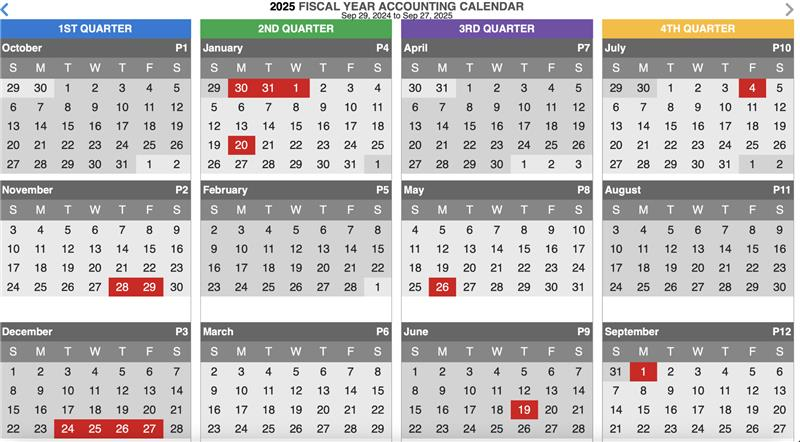 2025 FISCAL YEAR ACCOUNTING CALENDAR
Sep 29, 2024 to Sep 27, 2025
1ST QUARTER
2ND QUARTER
3RD QUARTER
4TH QUARTER
October P1
S M T W T F S
29 30 1 2 3 4 5
6 7 8 9 10 11 12
13 14 15 16 17 18 19
20 21 22 23 24 25 26
27 28 29 30 31 1 2
January P4
S M T W T F S
29 30 31 1 2 3 4
5 6 7 8 9 10 11
12 13 14 15 16 17 18
19 20 21 22 23 24 25
26 27 28 29 30 31 1
April P7
S M T W T F S
30 31 1 2 3 4 5
6 7 8 9 10 11 12
13 14 15 16 17 18 19
20 21 22 23 24 25 26
27 28 29 30 1 2 3
July P10
S M T W T F S
29 30 1 2 3 4 5
6 7 8 9 10 11 12
13 14 15 16 17 18 19
20 21 22 23 24 25 26
27 28 29 30 31 1 2
November P2
S M T W T F S
3 4 5 6 7 8 9
10 11 12 13 14 15 16
17 18 19 20 21 22 23
24 25 26 27 28 29 30
February P5
S M T W T F S
2 3 4 5 6 7 8
9 10 11 12 13 14 15
16 17 18 19 20 21 22
23 24 25 26 27 28 1
May P8
S M T W T F S
4 5 6 7 8 9 10
11 12 13 14 15 16 17
18 19 20 21 22 23 24
25 26 27 28 29 30 31
August P11
S M T W T F S
3 4 5 6 7 8 9
10 11 12 13 14 15 16
17 18 19 20 21 22 23
24 25 26 27 28 29 30
December P3
S M T W T F S
1 2 3 4 5 6 7
8 9 10 11 12 13 14
15 16 17 18 19 20 21
22 23 24 25 26 27 28
March P6
S M T W T F S
2 3 4 5 6 7 8
9 10 11 12 13 14 15
16 17 18 19 20 21 22
23 24 25 26 27 28 29
June P9
S M T W T F S
1 2 3 4 5 6 7
8 9 10 11 12 13 14
15 16 17 18 19 20 21
22 23 24 25 26 27 28
September P12
S M T W T F S
31 1 2 3 4 5 6
7 8 9 10 11 12 13
14 15 16 17 18 19 20
21 22 23 24 25 26 27